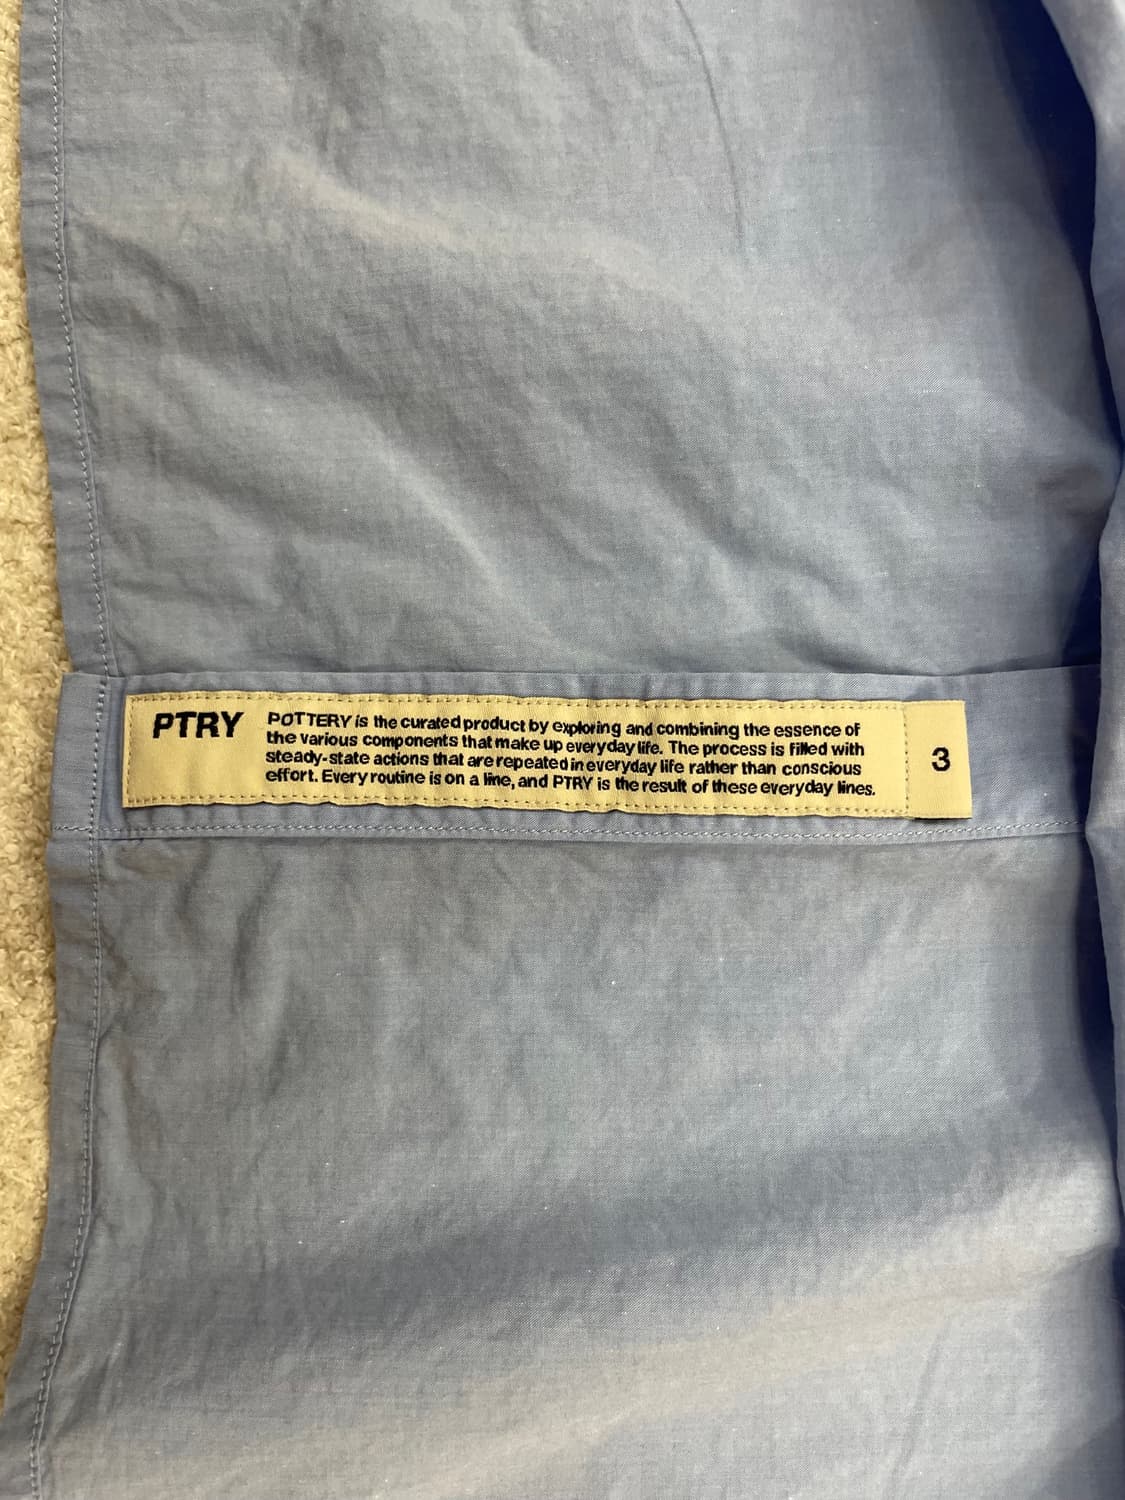 PTRY
POTTERY is the curated product by exploring and combining the essence of
the various components that make up everyday life. The process is filled with
steady-state actions that are repeated in everyday life rather than conscious
effort. Every routine is on a line, and PTRY is the result of these everyday lines.
3